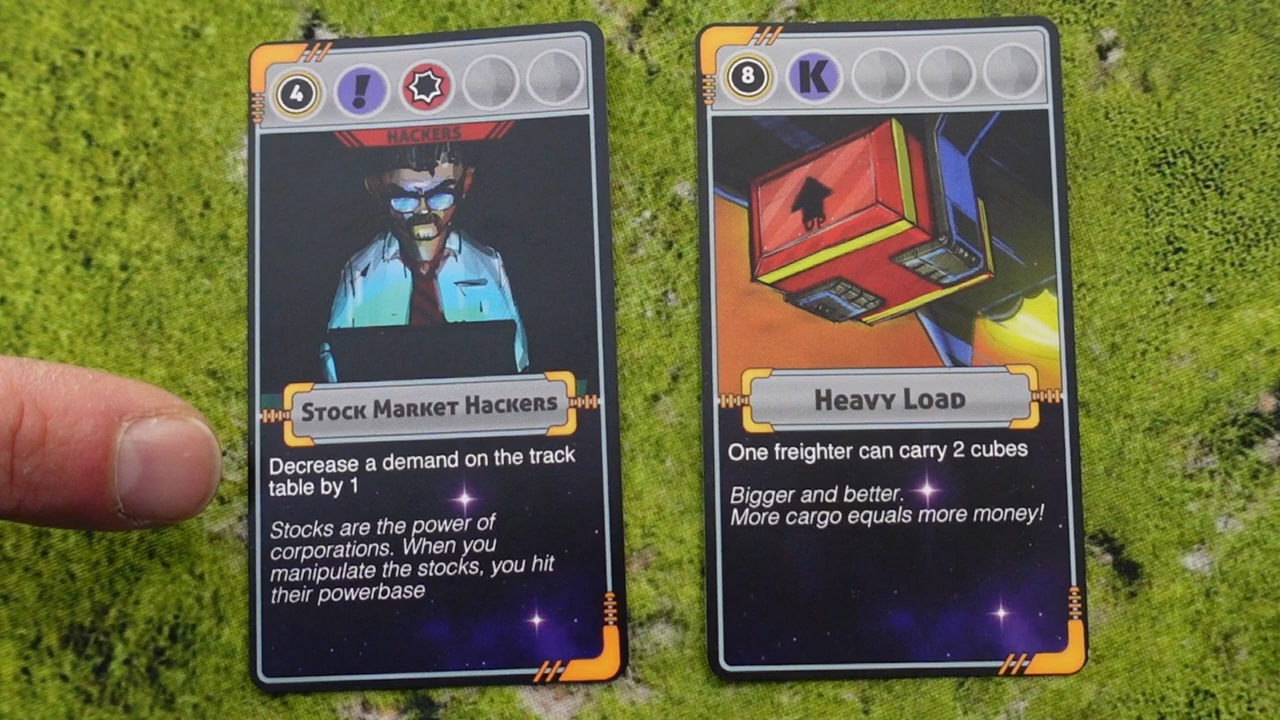 4 !
HACKERS
STOCK MARKET HACKERS
Decrease a demand on the track
table by 1
Stocks are the power of
corporations. When you
manipulate the stocks, you hit
their powerbase
8 K
HEAVY LOAD
One freighter can carry 2 cubes
Bigger and better.
More cargo equals more money!